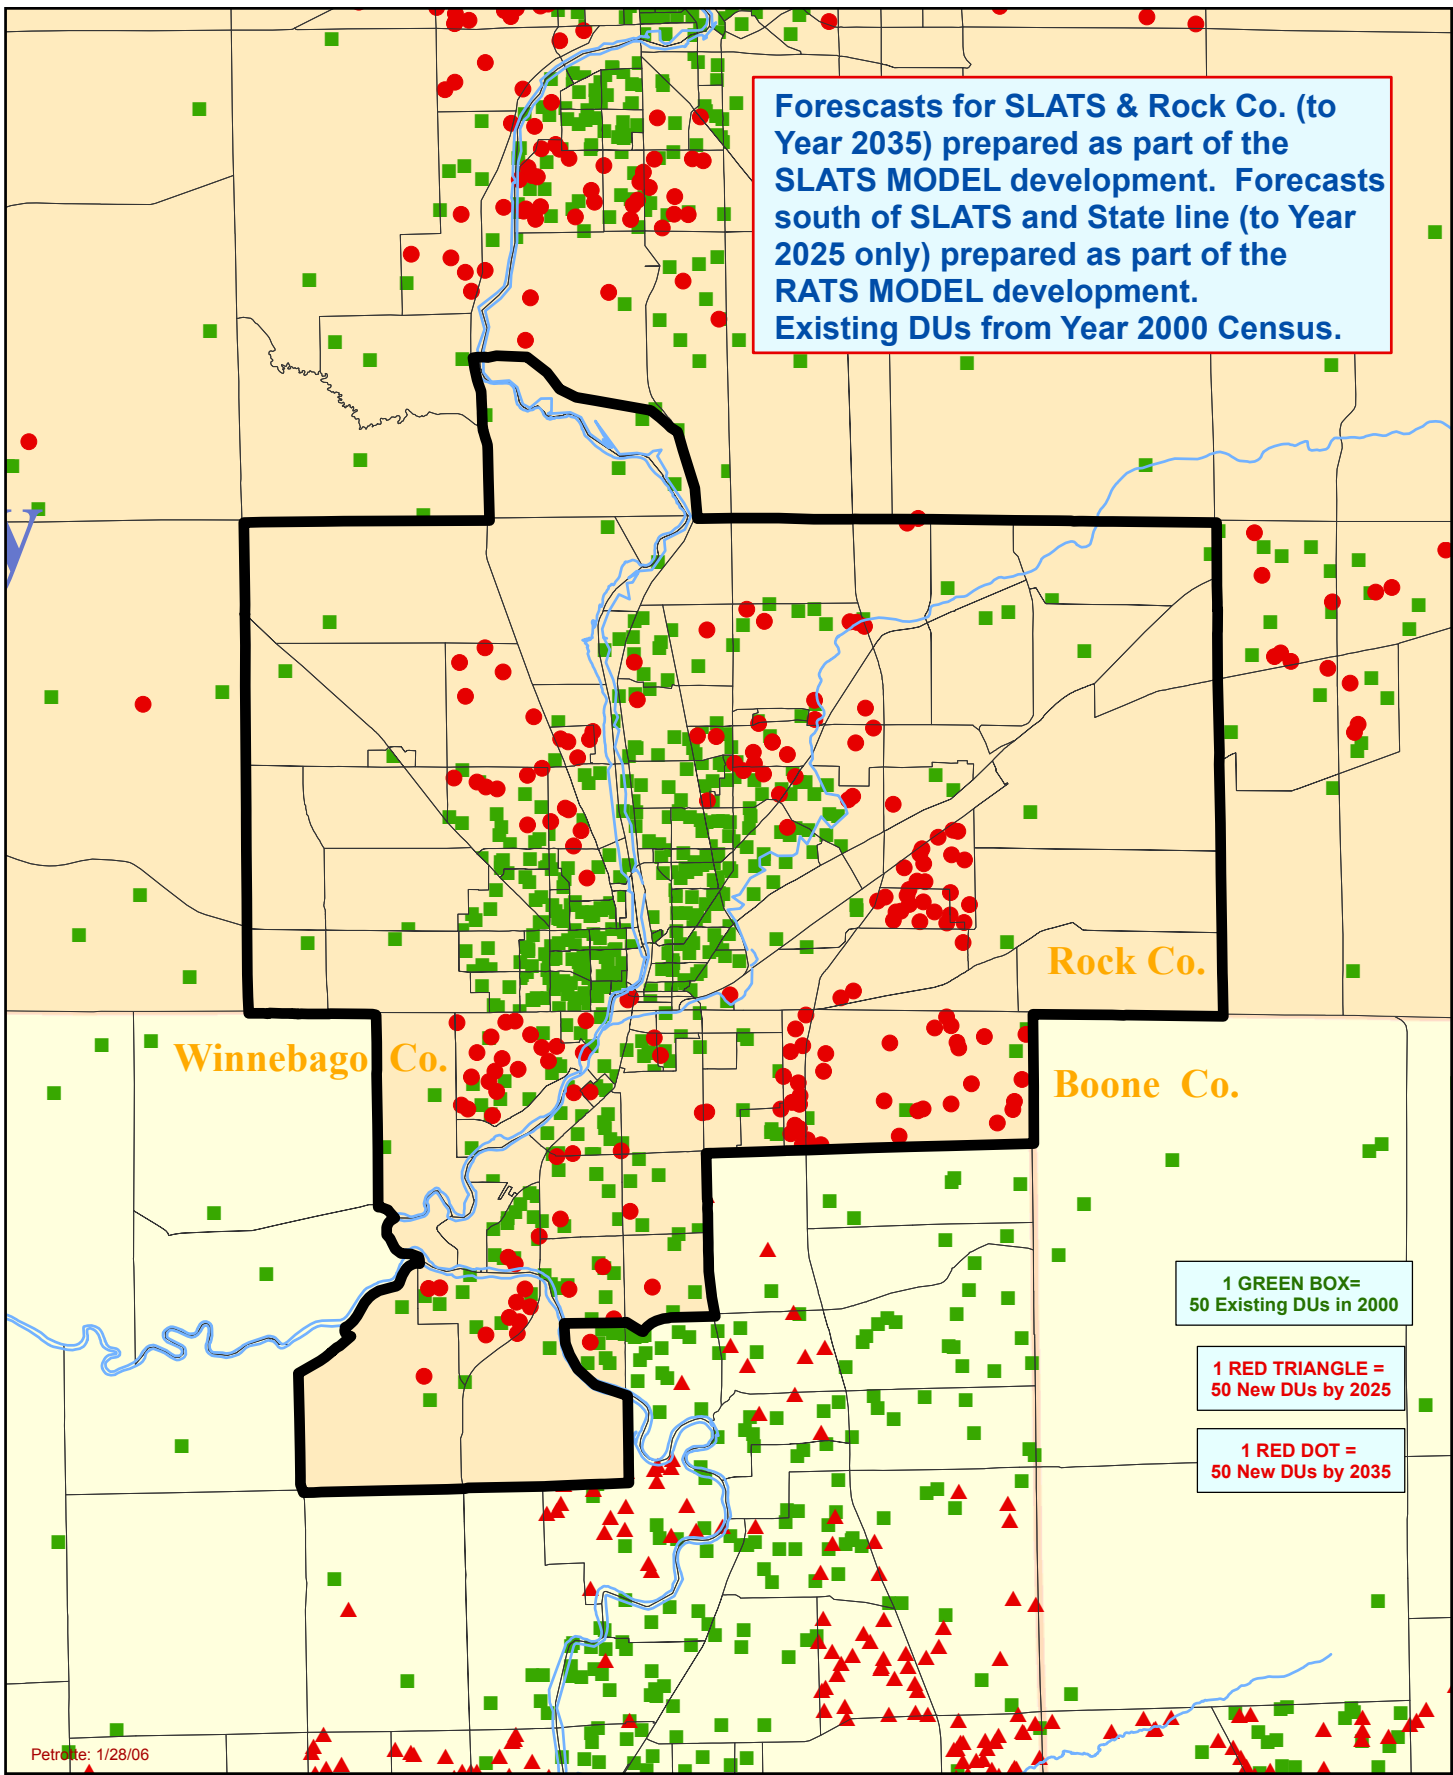 Forescasts for SLATS & Rock Co. (to
Year 2035) prepared as part of the
SLATS MODEL development.  Forecasts
south of SLATS and State line (to Year
2025 only) prepared as part of the
RATS MODEL development.
Existing DUs from Year 2000 Census.
y
Rock Co.
Winnebago Co.
Boone Co.
1 GREEN BOX=
50 Existing DUs in 2000
1 RED TRIANGLE =
50 New DUs by 2025
1 RED DOT =
50 New DUs by 2035
Petrotte: 1/28/06